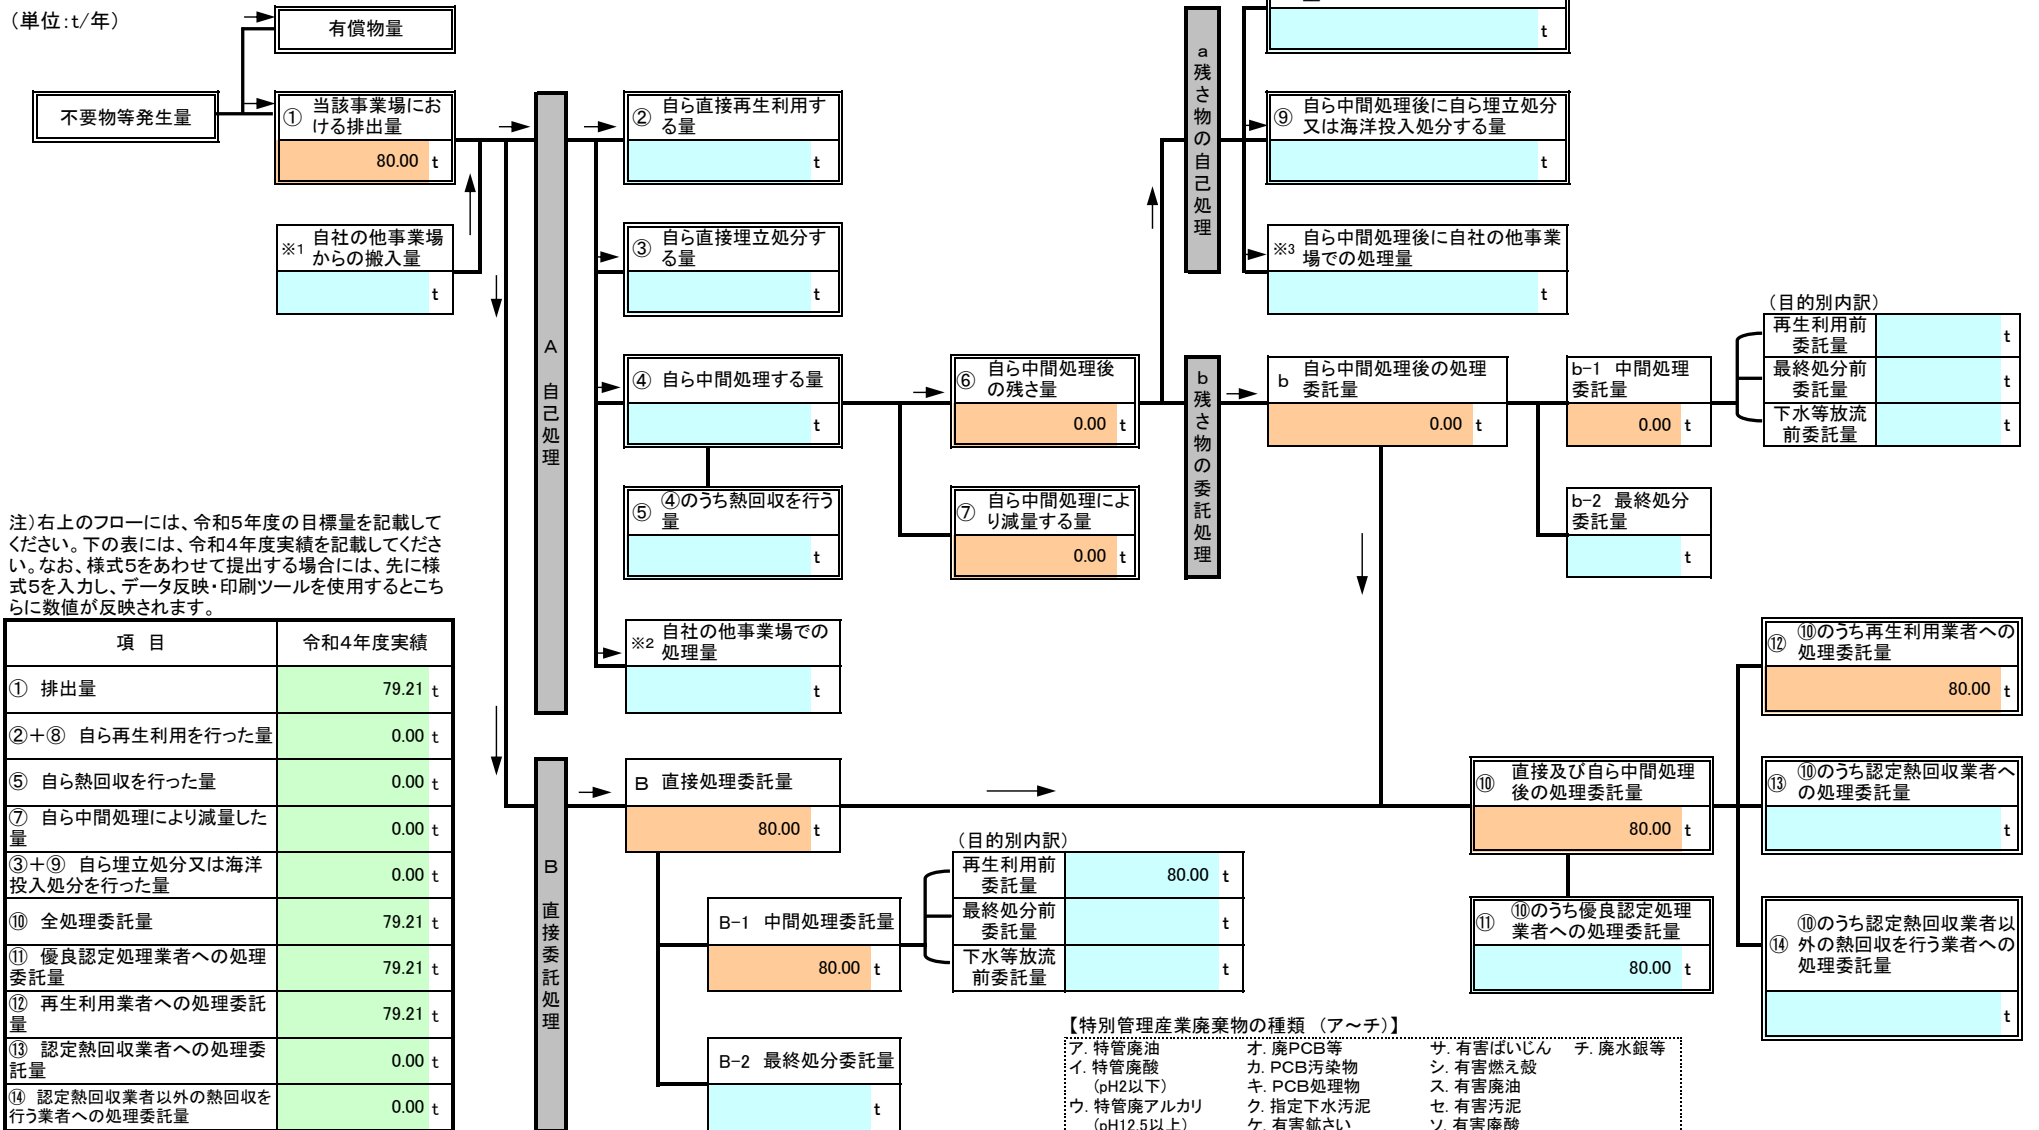 （単位：t/年）
有償物量
t
不要物等発生量
① 当該事業場にお
ける排出量
80.00 t
※1 自社の他事業場
からの搬入量
t
A 自己処理
② 自ら直接再生利用す
る量
t
③ 自ら直接埋立処分す
る量
t
④ 自ら中間処理する量
t
⑤ ④のうち熱回収を行う
量
t
※2 自社の他事業場での
処理量
t
⑥ 自ら中間処理後
の残さ量
0.00 t
⑦ 自ら中間処理によ
り減量する量
0.00 t
a 残さ物の自己処理
⑨ 自ら中間処理後に自ら埋立処分
又は海洋投入処分する量
t
※3 自ら中間処理後に自社の他事業
場での処理量
t
b 残さ物の委託処理
b 自ら中間処理後の処理
委託量
0.00 t
b-1 中間処理
委託量
0.00 t
b-2 最終処分
委託量
t
（目的別内訳）
再生利用前
委託量
t
最終処分前
委託量
t
下水等放流
前委託量
t
注）右上のフローには、令和5年度の目標量を記載して
ください。下の表には、令和4年度実績を記載してくださ
い。なお、様式5をあわせて提出する場合には、先に様
式5を入力し、データ反映・印刷ツールを使用するとこち
らに数値が反映されます。
項 目 令和4年度実績
① 排出量 79.21 t
②＋⑧ 自ら再生利用を行った量 0.00 t
⑤ 自ら熱回収を行った量 0.00 t
⑦ 自ら中間処理により減量した
量 0.00 t
③＋⑨ 自ら埋立処分又は海洋
投入処分を行った量 0.00 t
⑩ 全処理委託量 79.21 t
⑪ 優良認定処理業者への処理
委託量 79.21 t
⑫ 再生利用業者への処理委託
量 79.21 t
⑬ 認定熱回収業者への処理委
託量 0.00 t
⑭ 認定熱回収業者以外の熱回収を
行う業者への処理委託量 0.00 t
B 直接委託処理
B 直接処理委託量
80.00 t
B-1 中間処理委託量
80.00 t
B-2 最終処分委託量
t
（目的別内訳）
再生利用前
委託量
80.00 t
最終処分前
委託量
t
下水等放流
前委託量
t
⑩ 直接及び自ら中間処理
後の処理委託量
80.00 t
⑪ ⑩のうち優良認定処理
業者への処理委託量
80.00 t
⑫ ⑩のうち再生利用業者への
処理委託量
80.00 t
⑬ ⑩のうち認定熱回収業者へ
の処理委託量
t
⑭ ⑩のうち認定熱回収業者以
外の熱回収を行う業者への
処理委託量
t
【特別管理産業廃棄物の種類 （ア～チ）】
ア. 特管廃油 オ. 廃PCB等 サ. 有害ばいじん チ. 廃水銀等
イ. 特管廃酸 カ. PCB汚染物 シ. 有害燃え殻
（pH2以下） キ. PCB処理物 ス. 有害廃油
ウ. 特管廃アルカリ ク. 指定下水汚泥 セ. 有害汚泥
（pH12.5以上） ケ. 有害鉱さい ソ. 有害廃酸